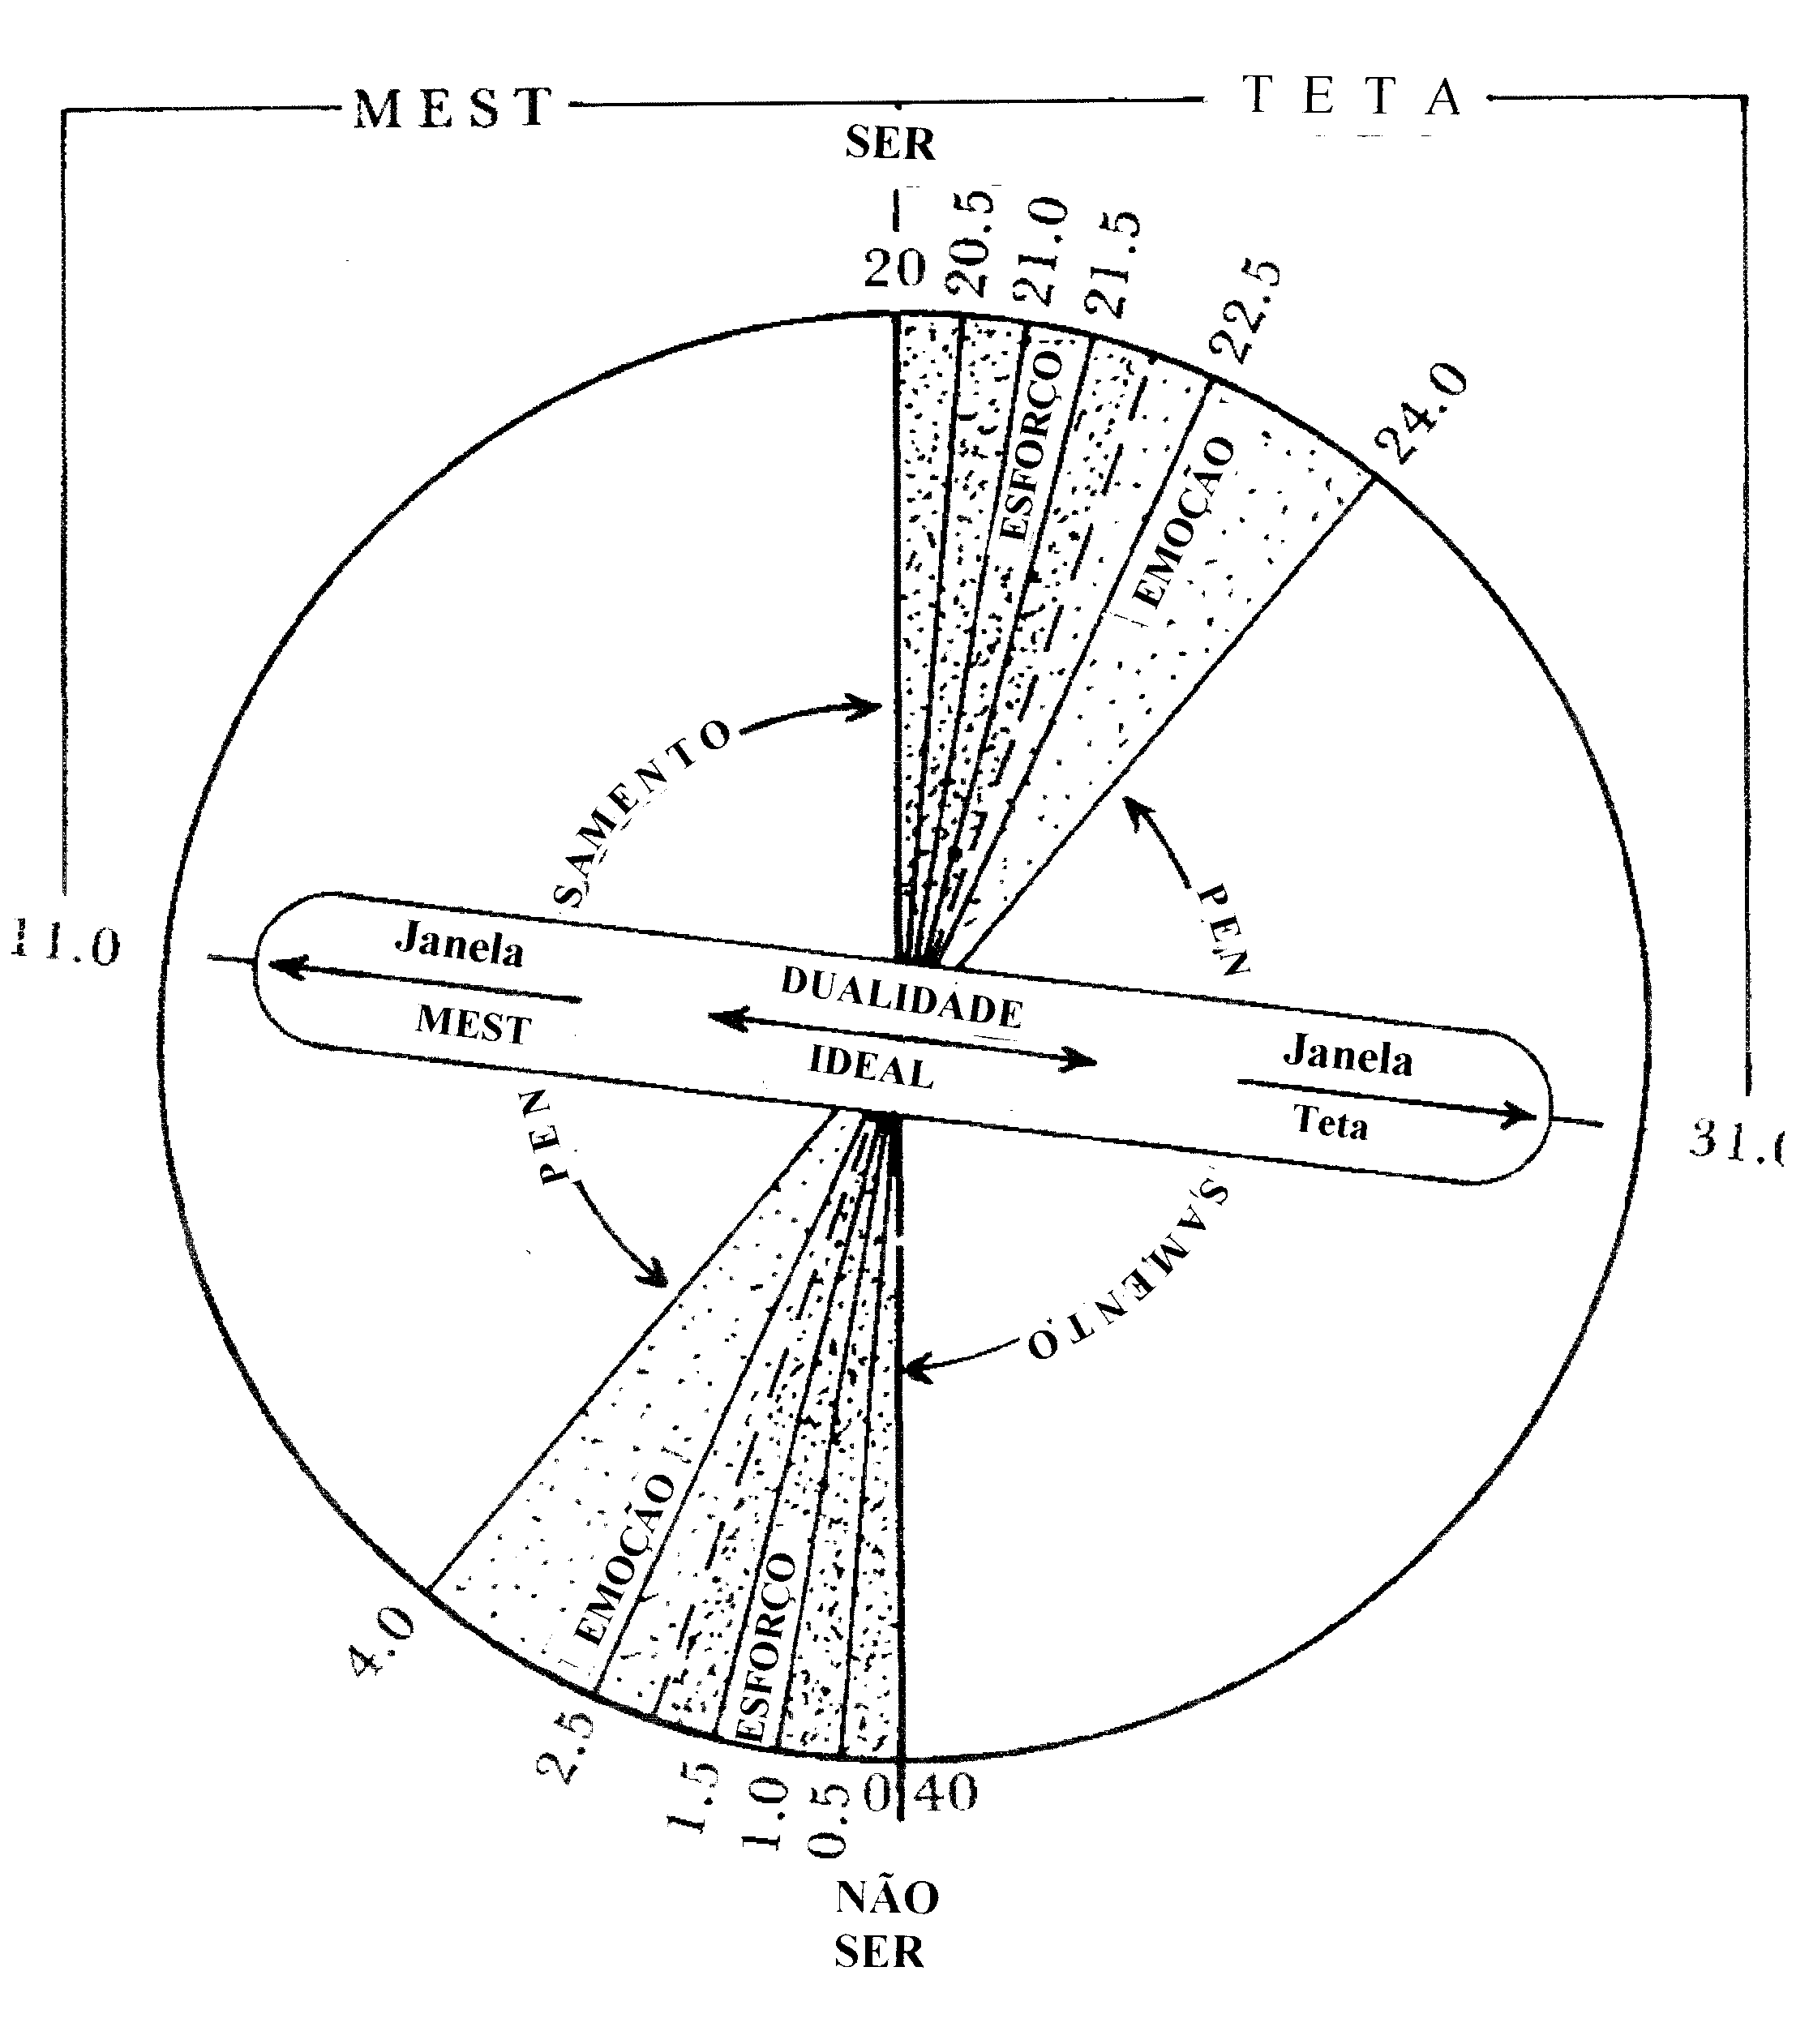 MEST
TETA
SER
20
20.5
21.0
21.5
22.5
24.0
ESFORÇO
EMOÇÃO
SAMENTO
PEN
11.0
Janela
MEST
DUALIDADE
IDEAL
Janela
Teta
31.0
PEN
SAMENTO
EMOÇÃO
ESFORÇO
4.0
2.5
1.5
1.0
0.5
0 40
NÃO
SER